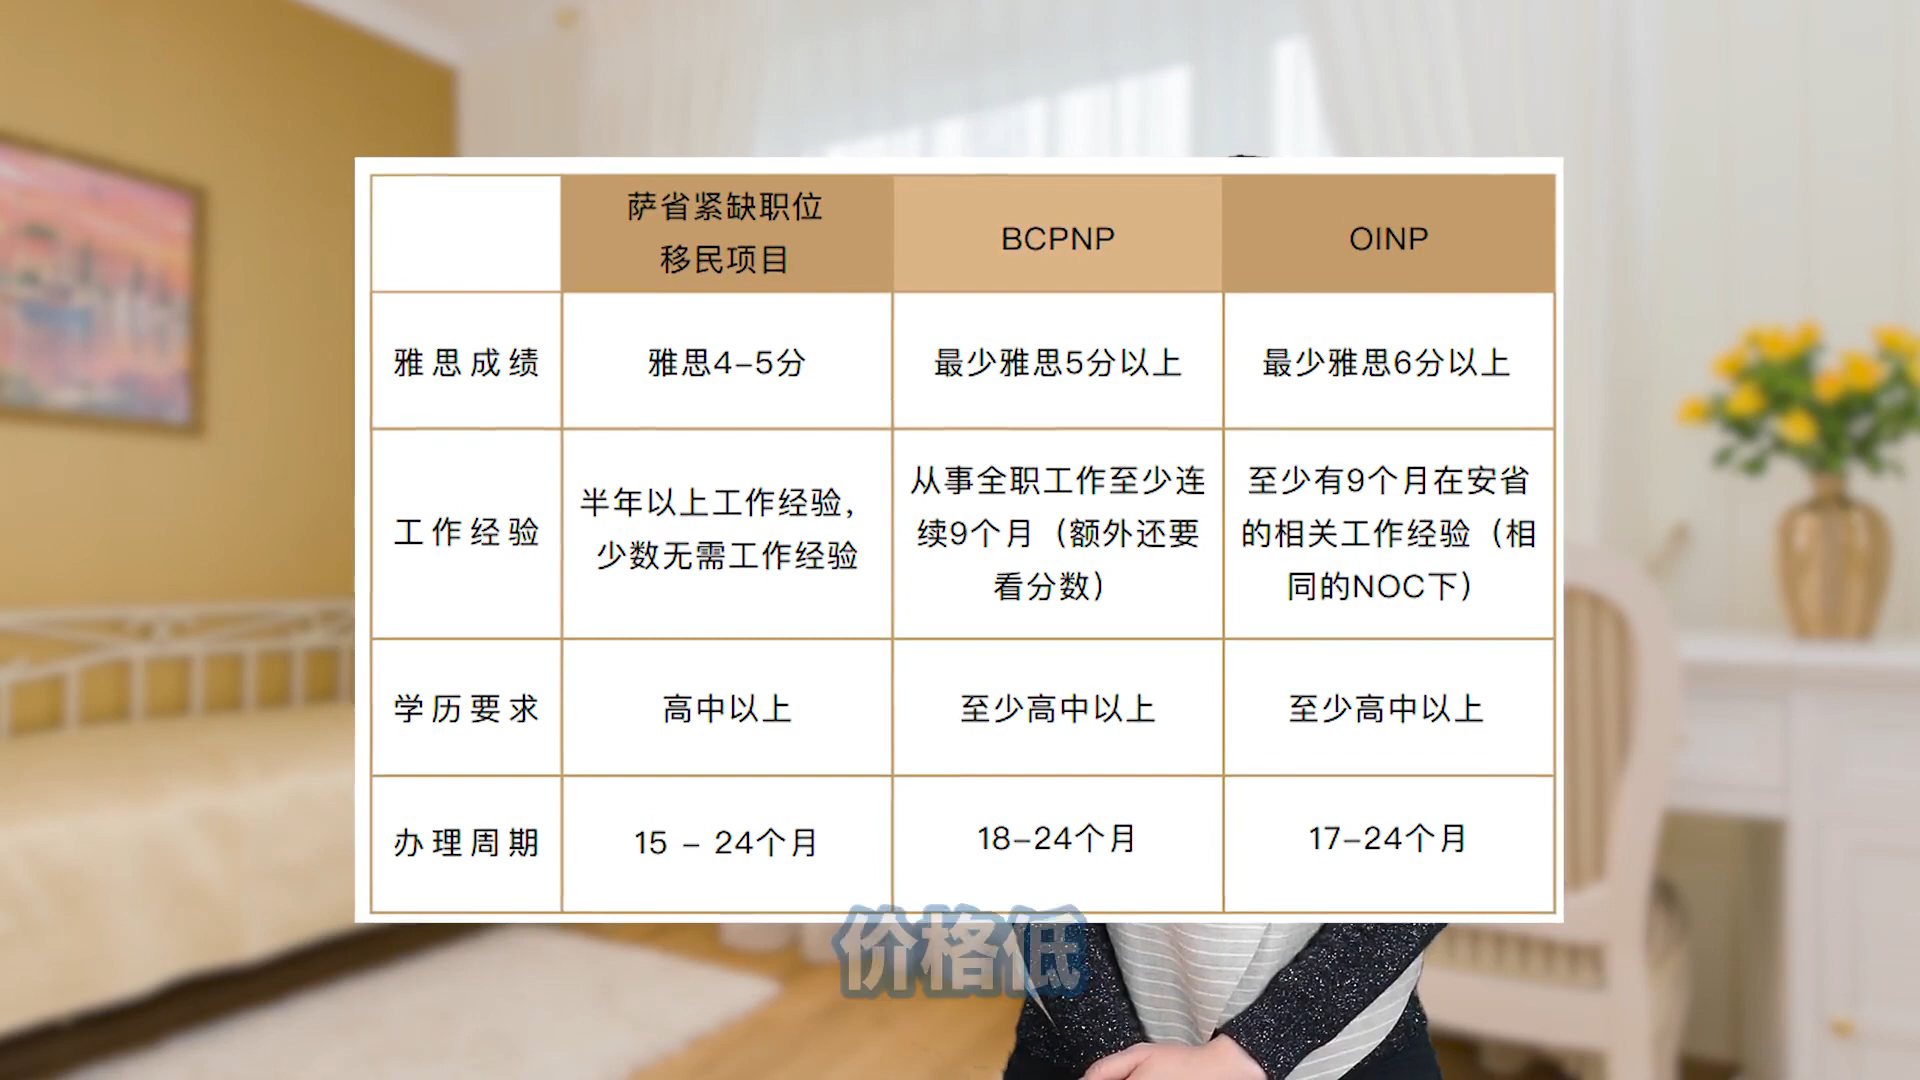 萨省紧缺职位
移民项目
BCPNP
OINP
雅思成绩
雅思4-5分
最少雅思5分以上
最少雅思6分以上
工作经验
半年以上工作经验，
少数无需工作经验
从事全职工作至少连
续9个月（额外还要
看分数）
至少有9个月在安省
的相关工作经验（相
同的NOC下）
学历要求
高中以上
至少高中以上
至少高中以上
办理周期
15 - 24个月
18-24个月
17-24个月
价格低